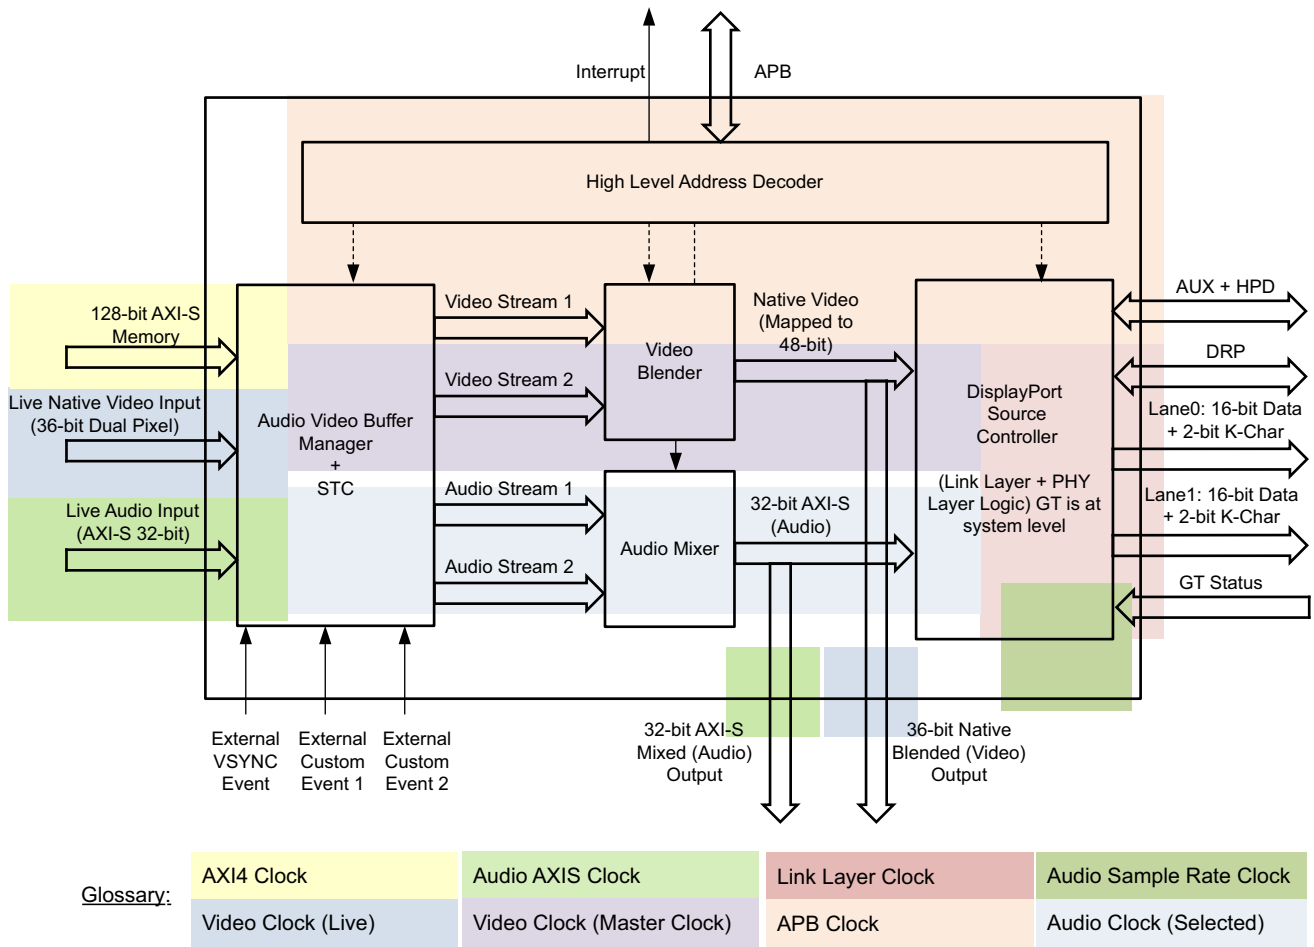 Interrupt
APB
High Level Address Decoder
128-bit AXI-S
Memory
Live Native Video Input
(36-bit Dual Pixel)
Live Audio Input
(AXI-S 32-bit)
Audio Video Buffer
Manager
+
STC
Video Stream 1
Video Stream 2
Audio Stream 1
Audio Stream 2
Video
Blender
Audio Mixer
Native Video
(Mapped to
48-bit)
32-bit AXI-S
(Audio)
DisplayPort
Source
Controller
(Link Layer + PHY
Layer Logic) GT is at
system level
AUX + HPD
DRP
Lane0: 16-bit Data
+ 2-bit K-Char
Lane1: 16-bit Data
+ 2-bit K-Char
GT Status
External
VSYNC
Event
External
Custom
Event 1
External
Custom
Event 2
32-bit AXI-S
Mixed (Audio)
Output
36-bit Native
Blended (Video)
Output
Glossary:
AXI4 Clock
Audio AXIS Clock
Link Layer Clock
Audio Sample Rate Clock
Video Clock (Live)
Video Clock (Master Clock)
APB Clock
Audio Clock (Selected)